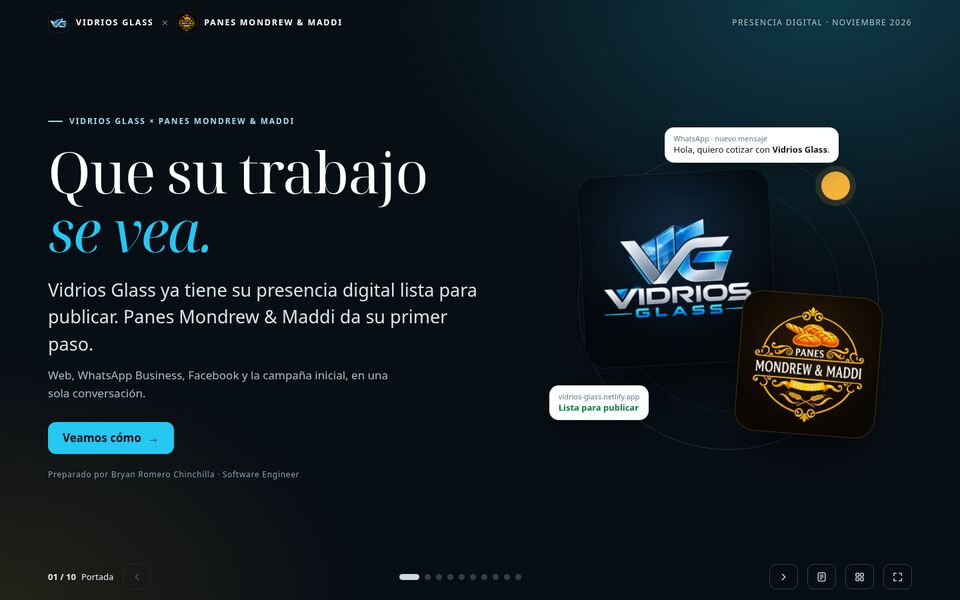 VG VIDRIOS GLASS × PANES MONDREW & MADDI
PRESENCIA DIGITAL · NOVIEMBRE 2026
VIDRIOS GLASS × PANES MONDREW & MADDI
Que su trabajo
se vea.
Vidrios Glass ya tiene su presencia digital lista para
publicar. Panes Mondrew & Maddi da su primer
paso.
Web, WhatsApp Business, Facebook y la campaña inicial, en una
sola conversación.
Veamos cómo →
Preparado por Bryan Romero Chinchilla · Software Engineer
WhatsApp · nuevo mensaje
Hola, quiero cotizar con Vidrios Glass.
VG
VIDRIOS
GLASS
PANES
MONDREW & MADDI
vidrios-glass.netlify.app
Lista para publicar
01 / 10 Portada